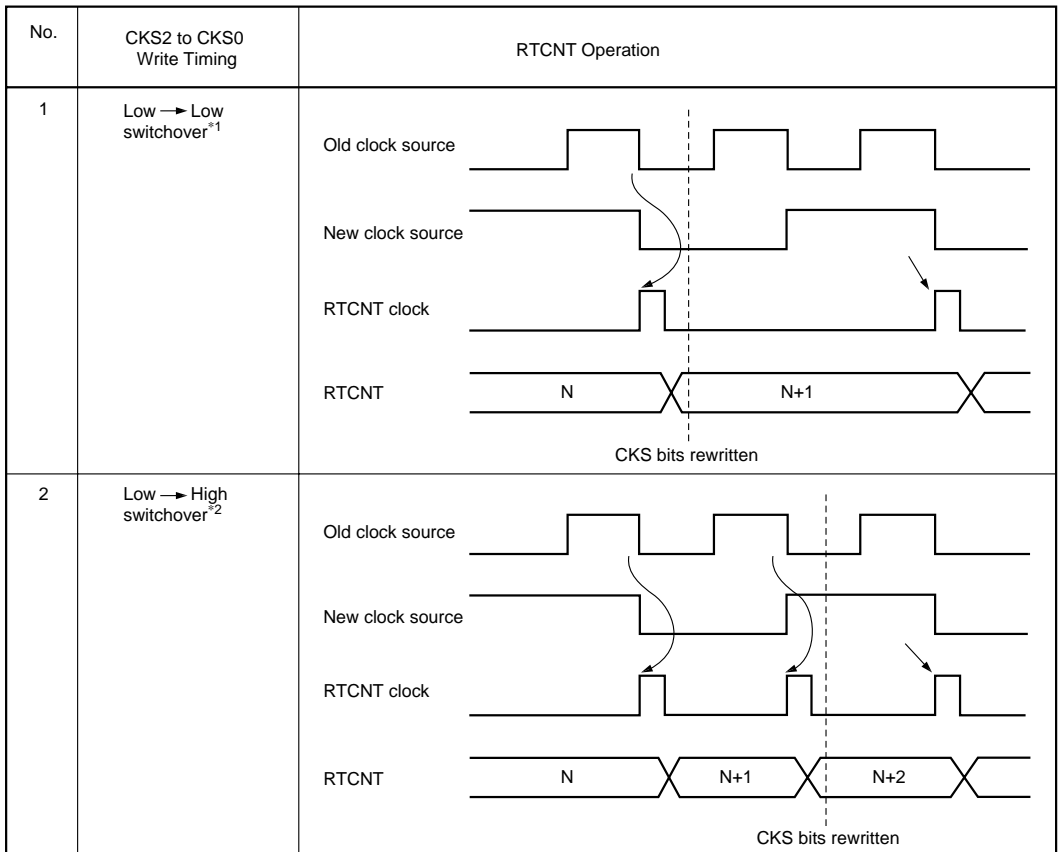 No.
CKS2 to CKS0
Write Timing
RTCNT Operation
1
Low → Low
switchover*1
Old clock source
New clock source
RTCNT clock
RTCNT
N
N+1
CKS bits rewritten
2
Low → High
switchover*2
Old clock source
New clock source
RTCNT clock
RTCNT
N
N+1
N+2
CKS bits rewritten